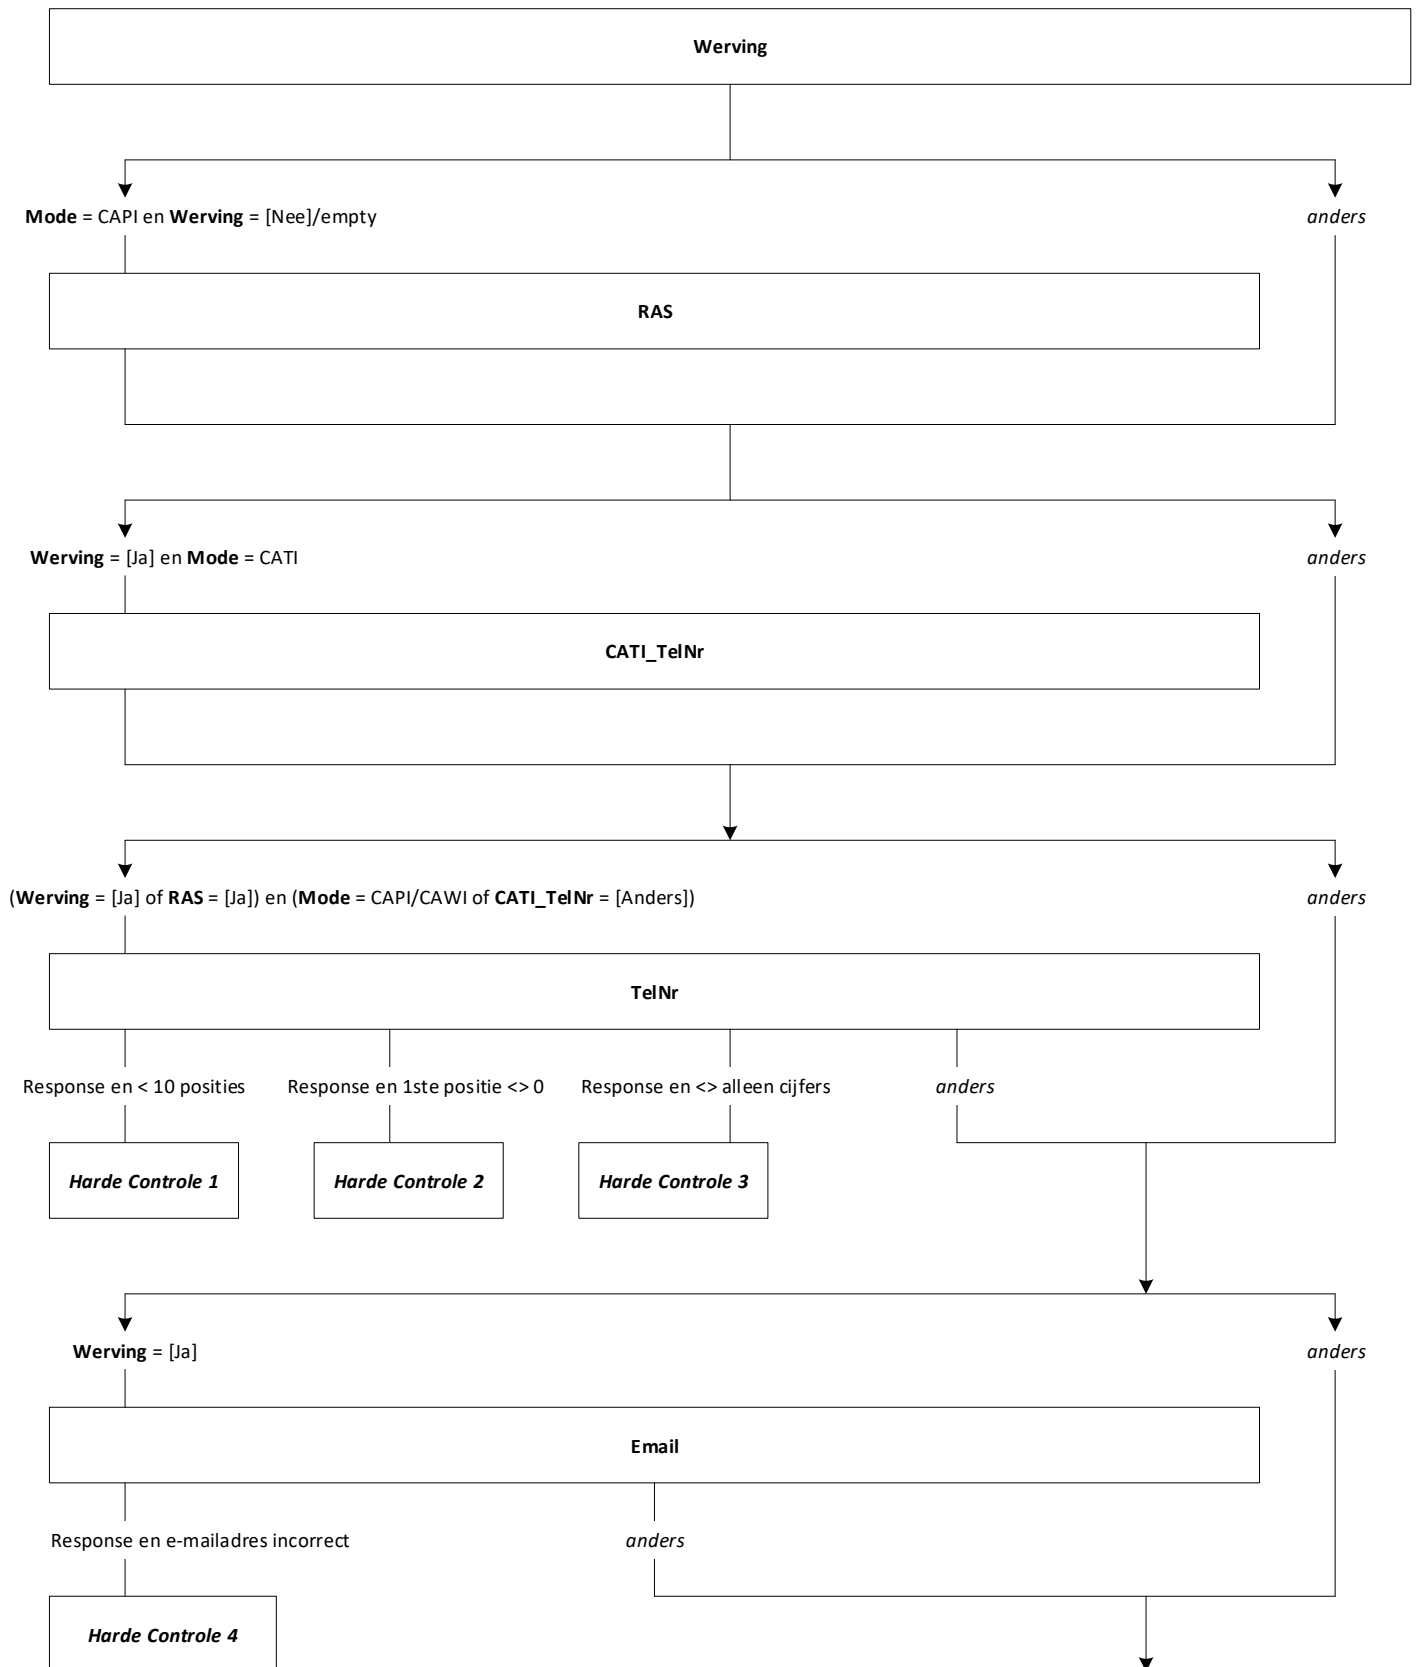 Werving
Mode = CAPI en Werving = [Nee]/empty
anders
RAS
Werving = [Ja] en Mode = CATI
anders
CATI_TelNr
(Werving = [Ja] of RAS = [Ja]) en (Mode = CAPI/CAWI of CATI_TelNr = [Anders])
anders
TelNr
Response en < 10 posities
Response en 1ste positie <> 0
Response en <> alleen cijfers
anders
Harde Controle 1
Harde Controle 2
Harde Controle 3
Werving = [Ja]
anders
Email
Response en e-mailadres incorrect
anders
Harde Controle 4